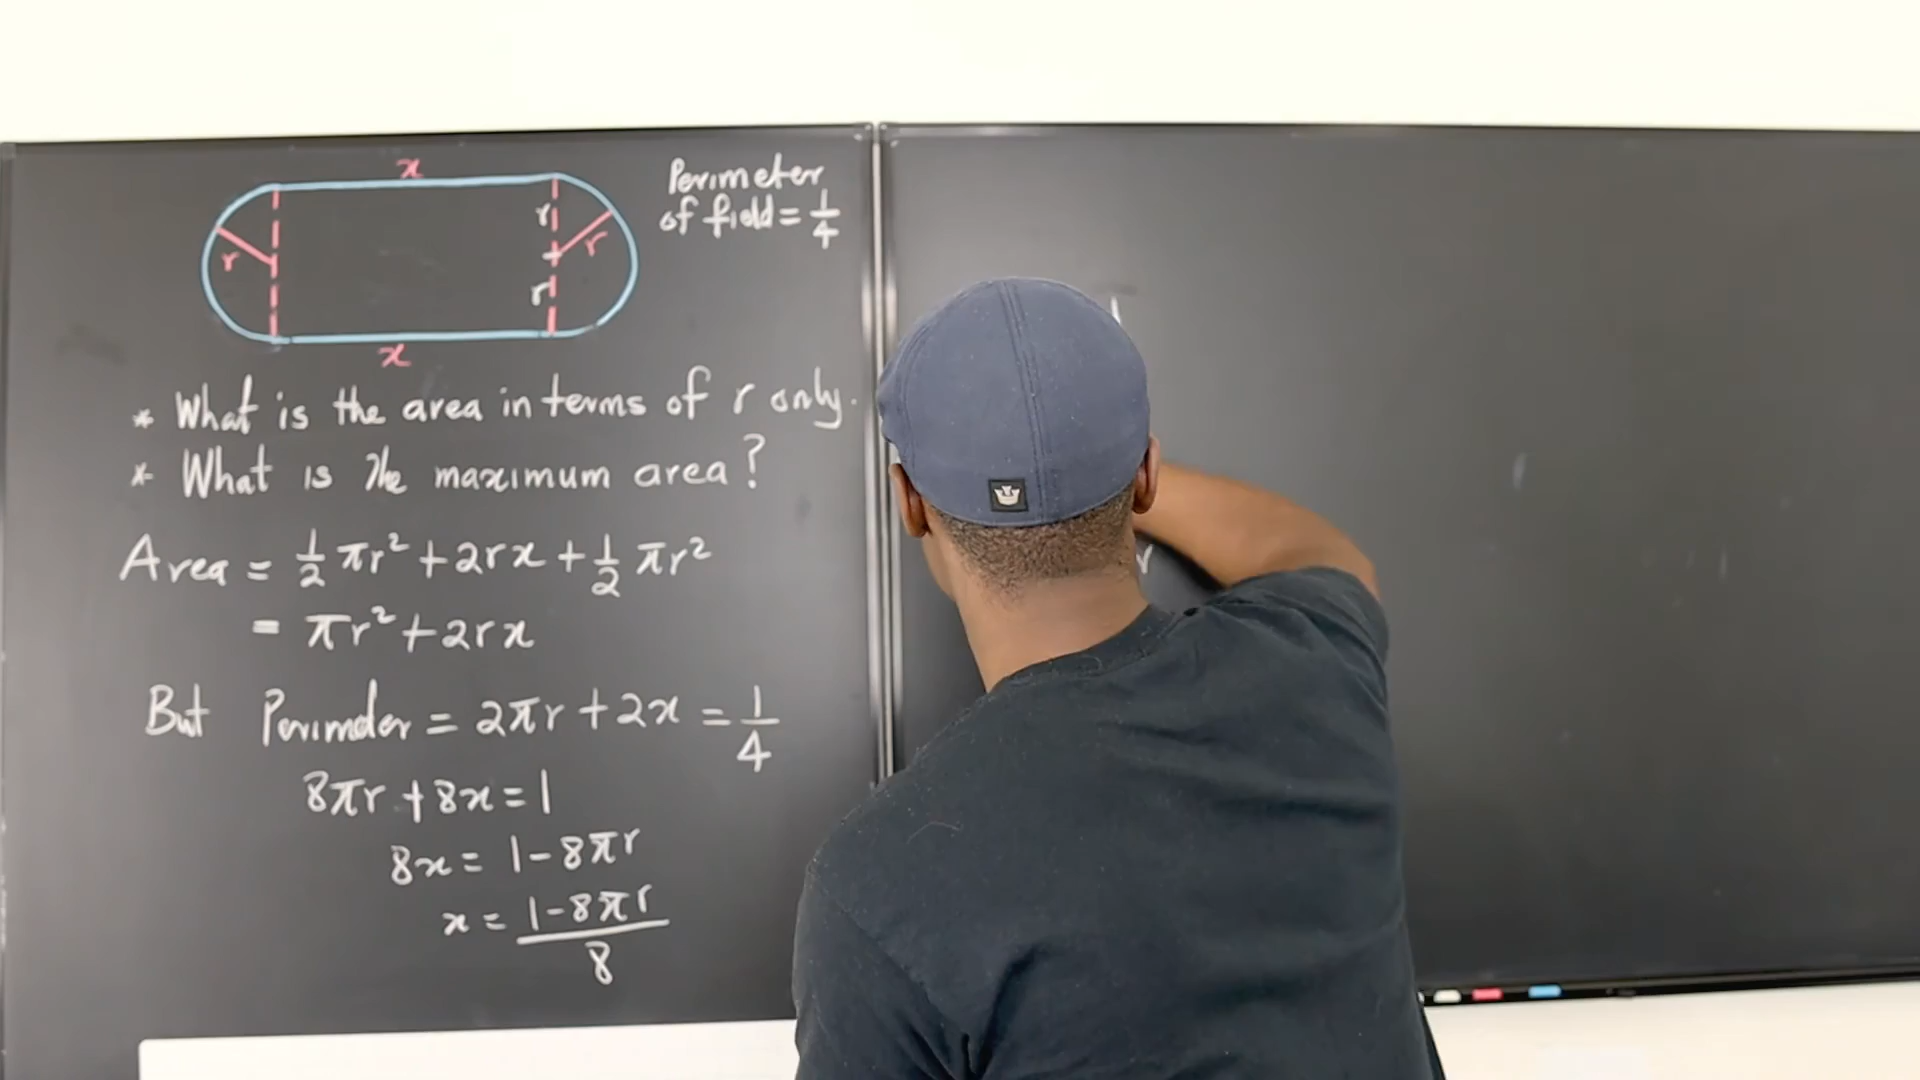 x
Perimeter
of field = 1/4
r
r
r
r
x
* What is the area in terms of r only.
* What is the maximum area?
Area = 1/2 πr² + 2rx + 1/2 πr²
= πr² + 2rx
But Perimeter = 2πr + 2x = 1/4
8πr + 8x = 1
8x = 1 - 8πr
x = (1 - 8πr)/8